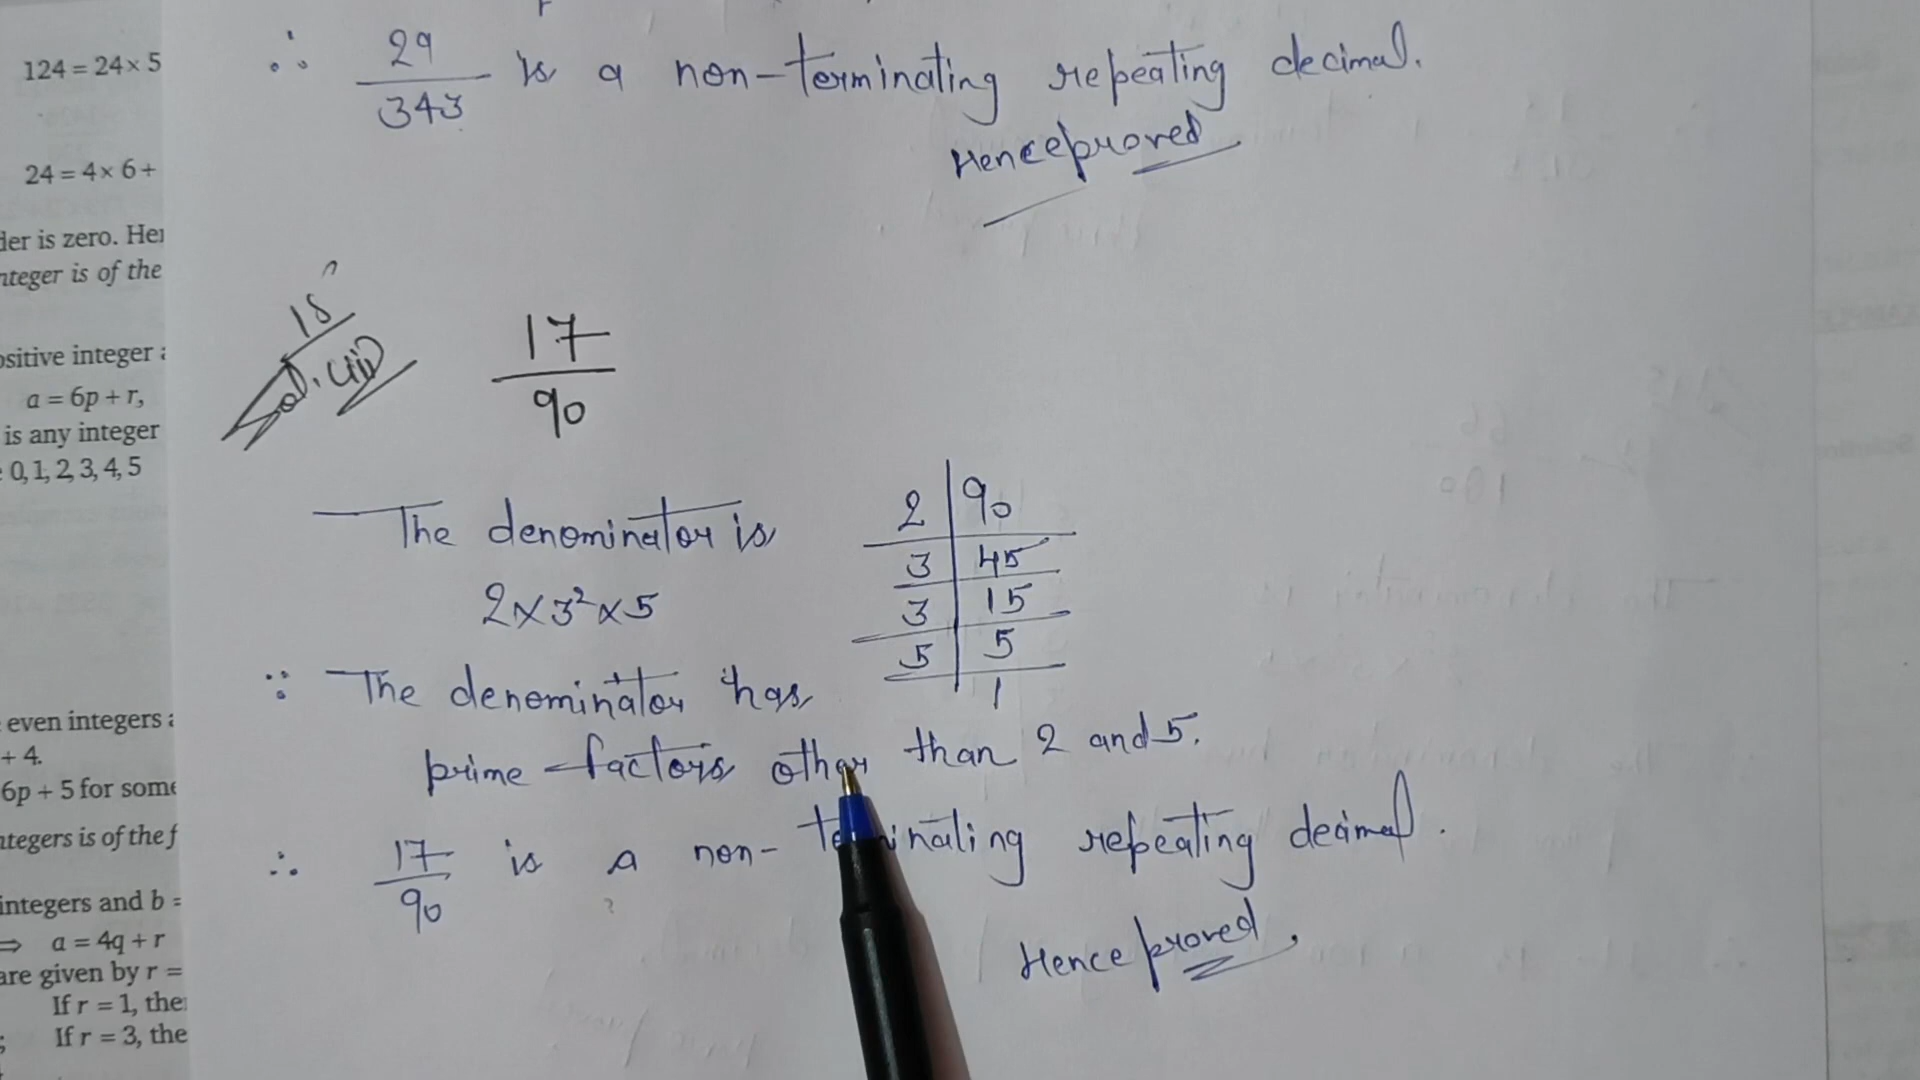 124 = 24 × 5
24 = 4 × 6 +
der is zero. Her
nteger is of the
ositive integer
a = 6p + r,
is any integer
0, 1, 2, 3, 4, 5
even integers
+ 4.
6p + 5 for some
ntegers is of the f
integers and b =
⇒ a = 4q + r
are given by r =
If r = 1, the
If r = 3, the
∴ 29/343 is a non-terminating repeating decimal.
Hence proved
18
Sol.
17/90
The denominator is
2 × 3² × 5
2 | 90
3 | 45
3 | 15
5 | 5
1
∵ The denominator has
prime factors other than 2 and 5.
∴ 17/90 is a non-terminating repeating decimal.
Hence proved.